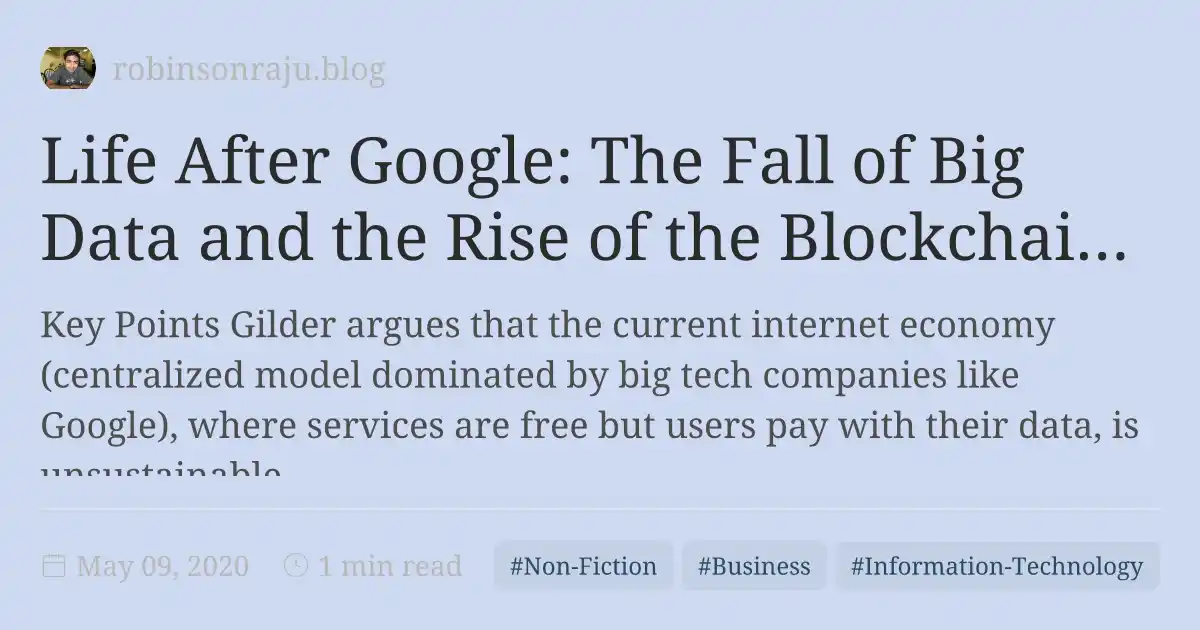 robinsonraju.blog
Life After Google: The Fall of Big
Data and the Rise of the Blockchai...
Key Points Gilder argues that the current internet economy
(centralized model dominated by big tech companies like
Google), where services are free but users pay with their data, is
unsustainable
May 09, 2020
1 min read
#Non-Fiction
#Business
#Information-Technology